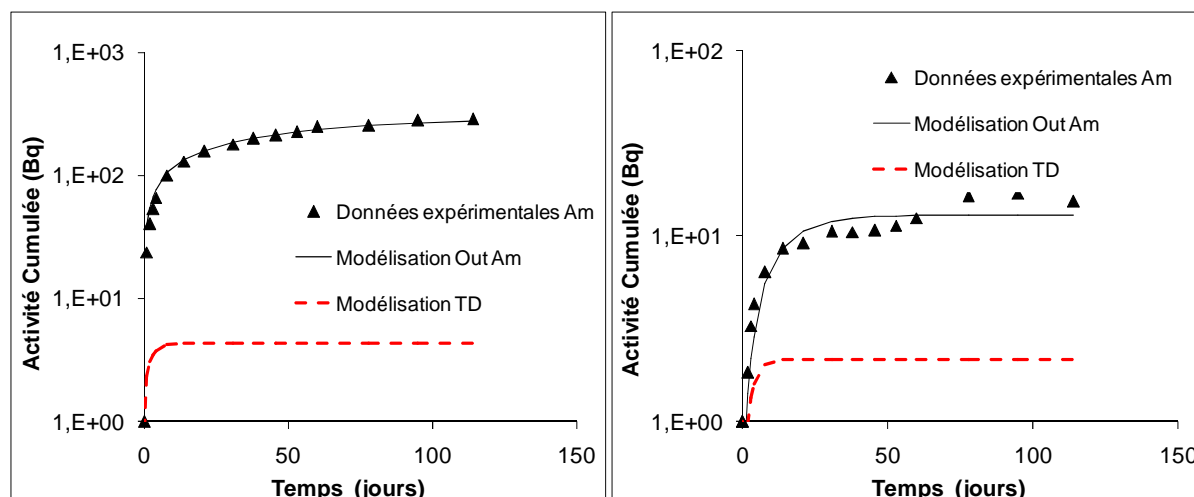 Activité Cumulée (Bq)
1,E+03
1,E+02
1,E+01
1,E+00
Données expérimentales Am
Modélisation Out Am
Modélisation TD
0
50
100
150
Temps (jours)
Activité Cumulée (Bq)
1,E+02
1,E+01
1,E+00
Données expérimentales Am
Modélisation Out Am
Modélisation TD
0
50
100
150
Temps (jours)